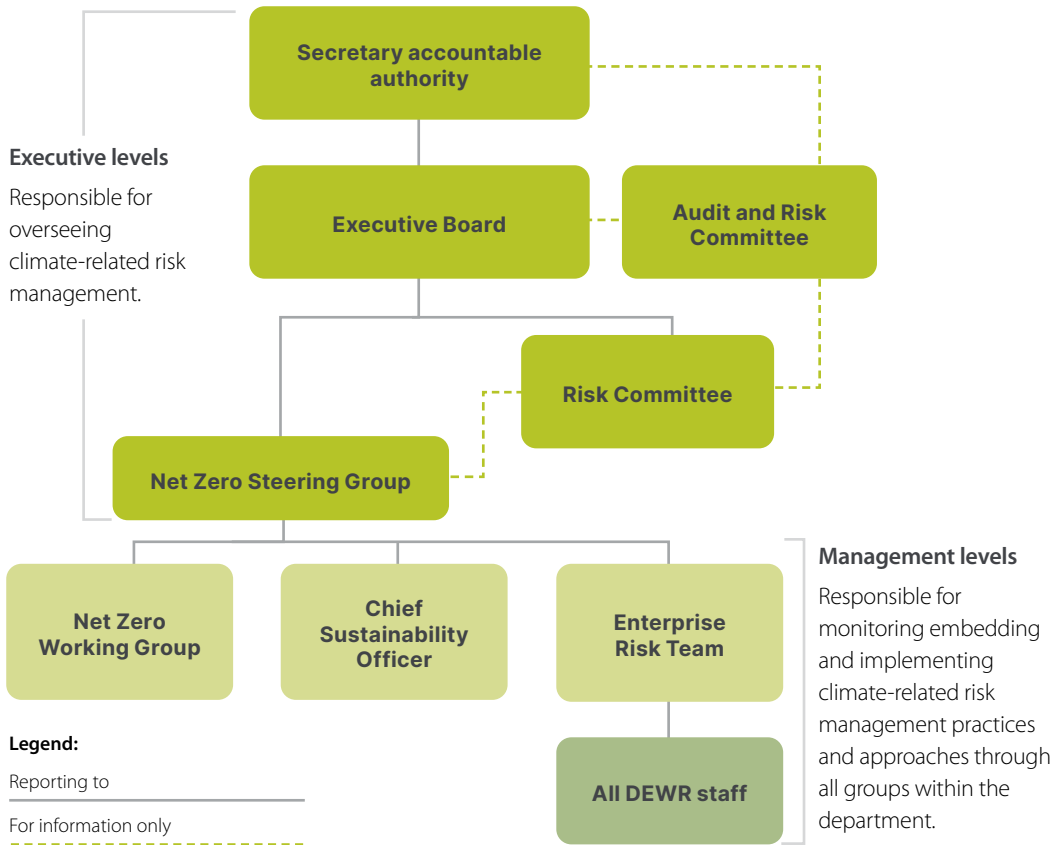 Secretary accountable
authority
Executive levels
Responsible for
overseeing
climate-related risk
management.
Executive Board
Audit and Risk
Committee
Risk Committee
Net Zero Steering Group
Net Zero
Working Group
Chief
Sustainability
Officer
Enterprise
Risk Team
All DEWR staff
Management levels
Responsible for
monitoring embedding
and implementing
climate-related risk
management practices
and approaches through
all groups within the
department.
Legend:
Reporting to
For information only